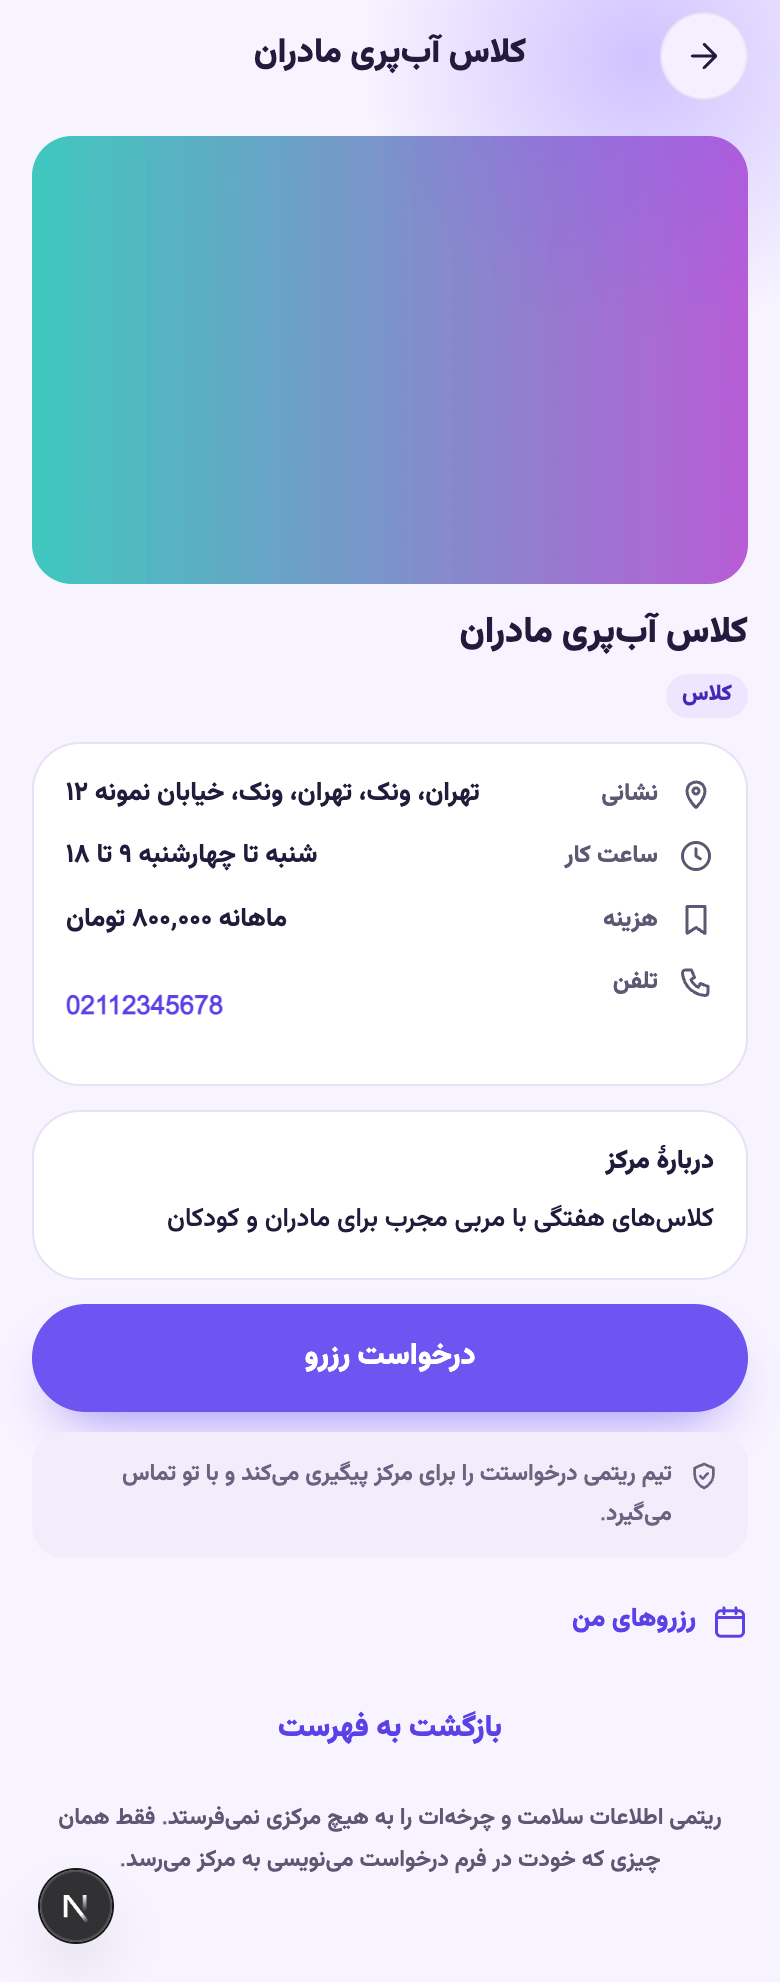 کلاس آب‌پری مادران
کلاس آب‌پری مادران
کلاس
نشانی تهران، ونک، تهران، ونک، خیابان نمونه ۱۲
ساعت کار شنبه تا چهارشنبه ۹ تا ۱۸
هزینه ماهانه ۸۰۰,۰۰۰ تومان
تلفن 02112345678
دربارهٔ مرکز
کلاس‌های هفتگی با مربی مجرب برای مادران و کودکان
درخواست رزرو
تیم ریتمی درخواستت را برای مرکز پیگیری می‌کند و با تو تماس
می‌گیرد.
رزروهای من
بازگشت به فهرست
ریتمی اطلاعات سلامت و چرخه‌ات را به هیچ مرکزی نمی‌فرستد. فقط همان
چیزی که خودت در فرم درخواست می‌نویسی به مرکز می‌رسد.
N